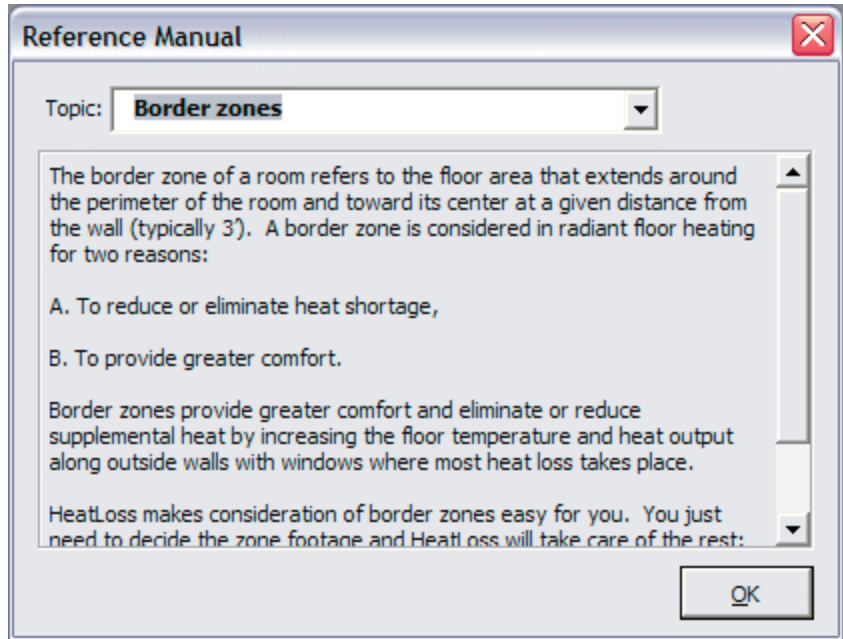 Reference Manual
Topic: Border zones
The border zone of a room refers to the floor area that extends around
the perimeter of the room and toward its center at a given distance from
the wall (typically 3').  A border zone is considered in radiant floor heating
for two reasons:
A. To reduce or eliminate heat shortage,
B. To provide greater comfort.
Border zones provide greater comfort and eliminate or reduce
supplemental heat by increasing the floor temperature and heat output
along outside walls with windows where most heat loss takes place.
HeatLoss makes consideration of border zones easy for you.  You just
need to decide the zone footage and HeatLoss will take care of the rest:
OK